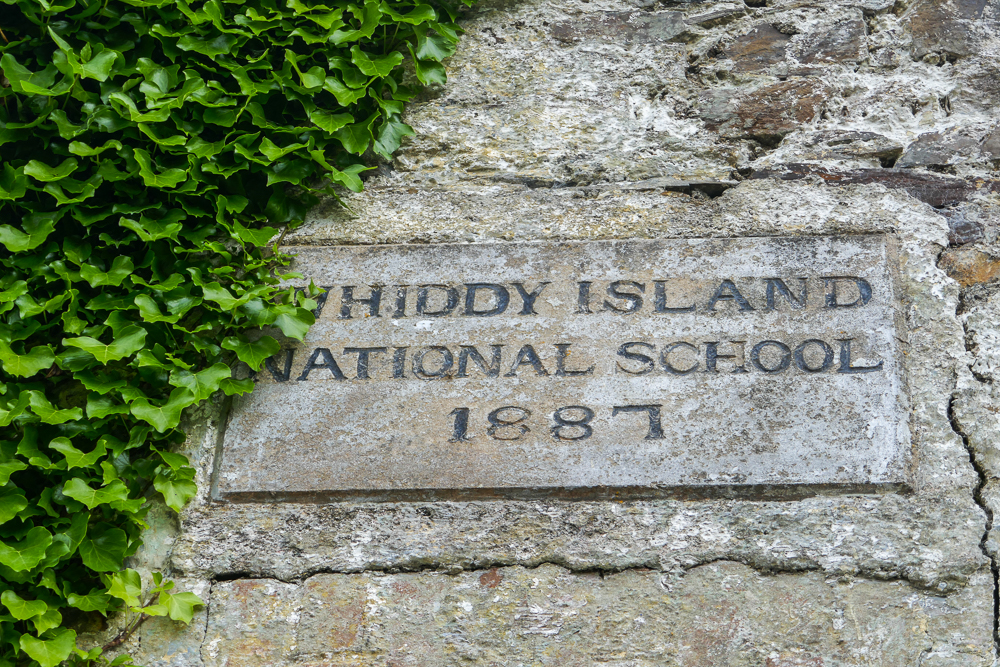 WHIDDY ISLAND
NATIONAL SCHOOL
1887